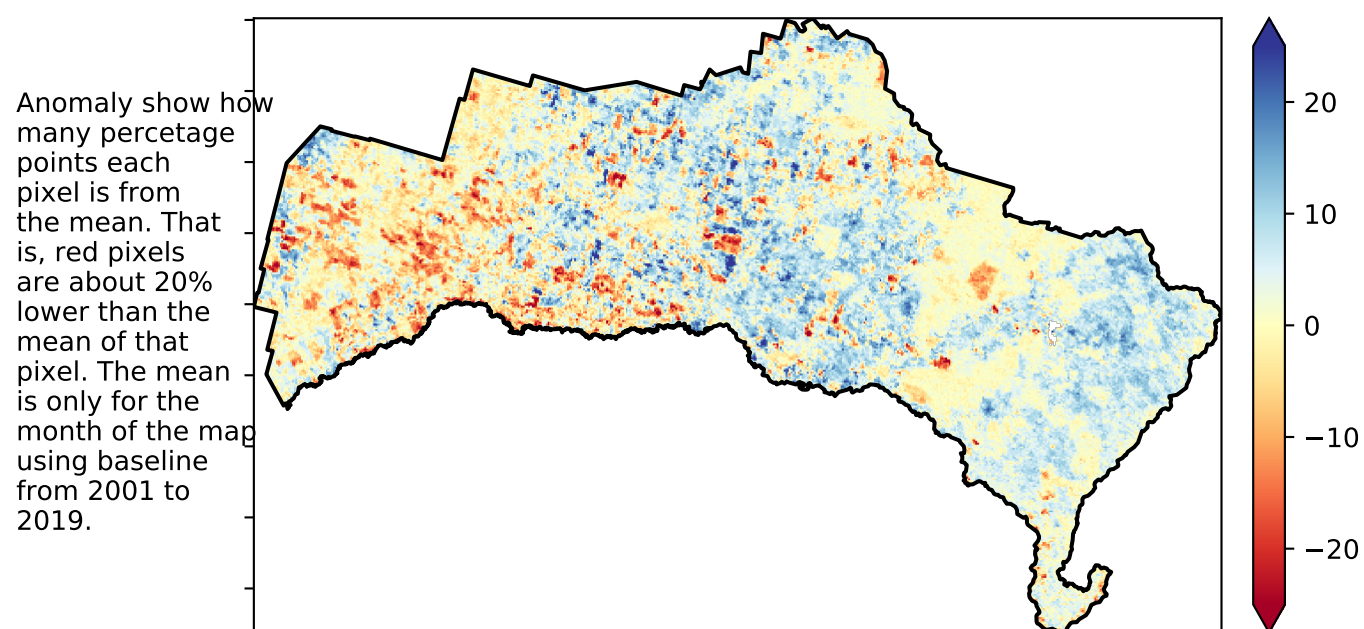 Anomaly show how
many percetage
points each
pixel is from
the mean. That
is, red pixels
are about 20%
lower than the
mean of that
pixel. The mean
is only for the
month of the map
using baseline
from 2001 to
2019.
20
10
0
−10
−20